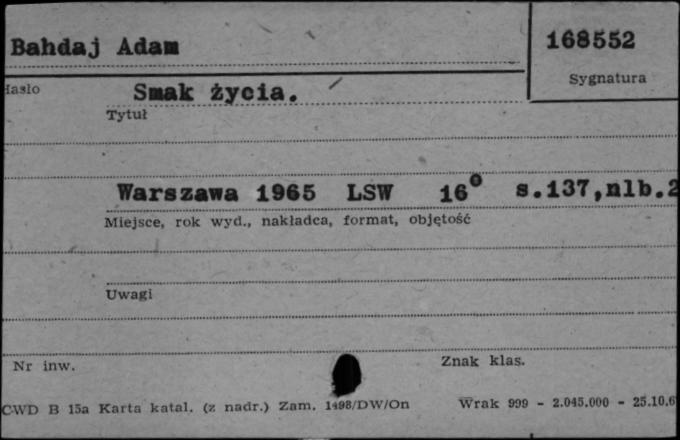 Bahdaj Adam
168552
Sygnatura
Hasło
Smak życia.
Tytuł
Warszawa 1965 LSW 16° s.137,nlb.2
Miejsce, rok wyd., nakładca, format, objętość
Uwagi
Nr inw.
Znak klas.
CWD B 15a Karta katal. (z nadr.) Zam. 1498/DW/On
Wrak 999 - 2.045.000 - 25.10.6